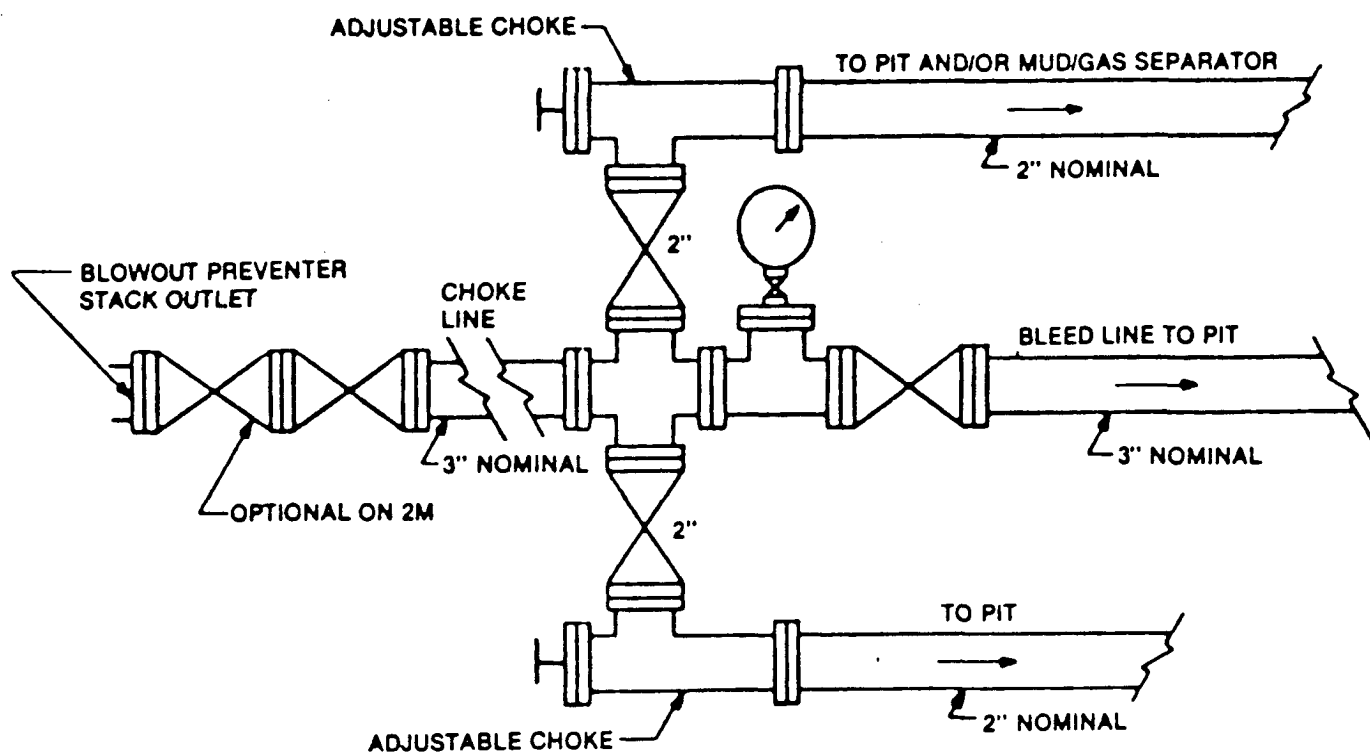 ADJUSTABLE CHOKE
TO PIT AND/OR MUD/GAS SEPARATOR
2" NOMINAL
2"
BLOWOUT PREVENTER
STACK OUTLET
CHOKE
LINE
BLEED LINE TO PIT
3" NOMINAL
3" NOMINAL
OPTIONAL ON 2M
2"
TO PIT
2" NOMINAL
ADJUSTABLE CHOKE